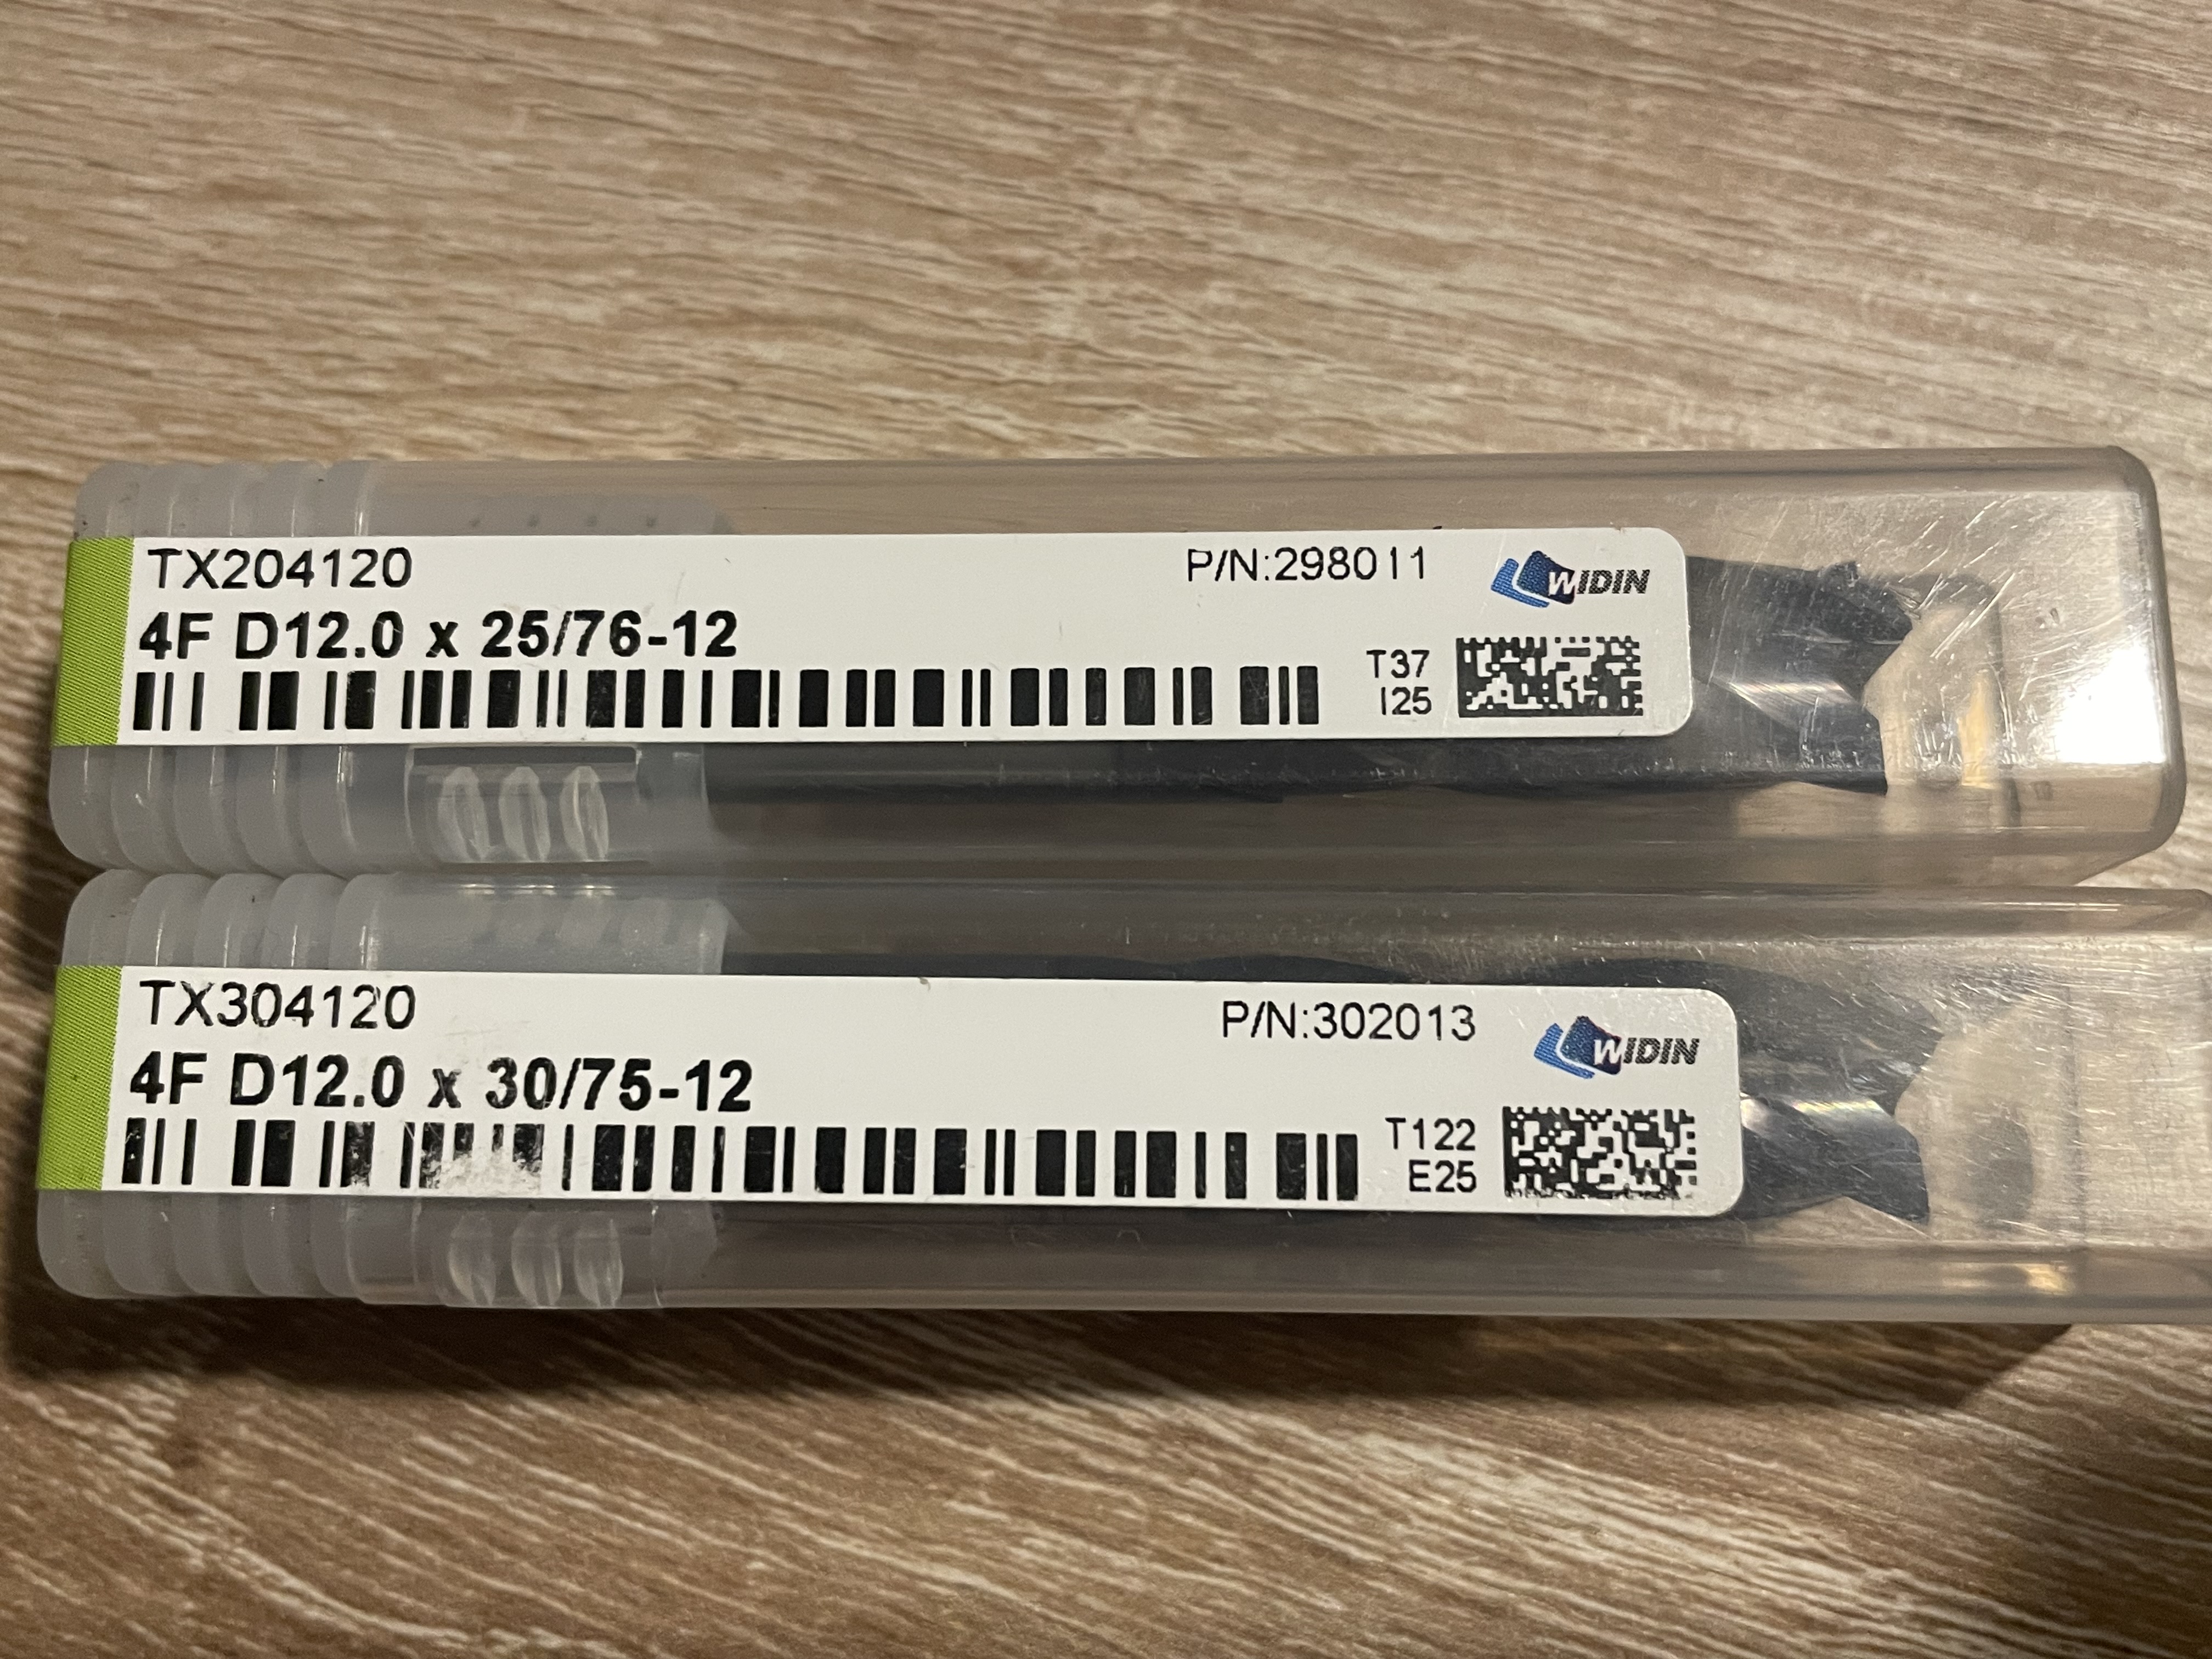 TX204120
P/N:298011
WIDIN
4F D12.0 x 25/76-12
T37
I25
TX304120
P/N:302013
WIDIN
4F D12.0 x 30/75-12
T122
E25